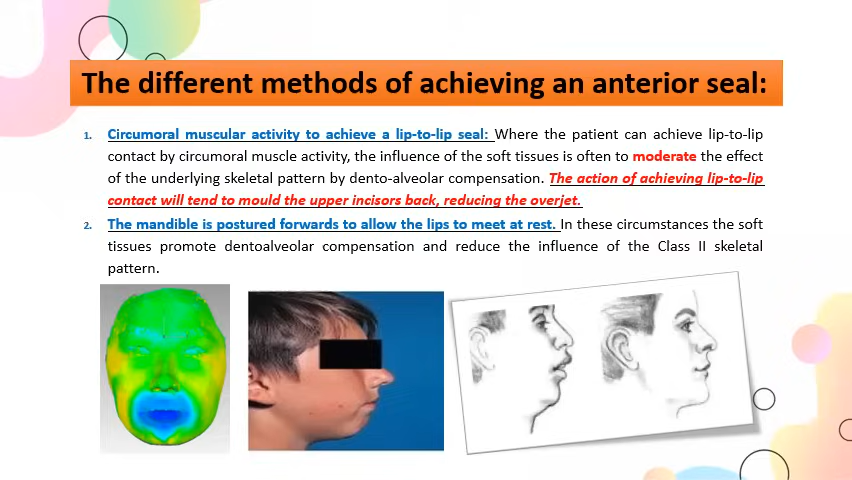 The different methods of achieving an anterior seal:
1. Circumoral muscular activity to achieve a lip-to-lip seal: Where the patient can achieve lip-to-lip
contact by circumoral muscle activity, the influence of the soft tissues is often to moderate the effect
of the underlying skeletal pattern by dento-alveolar compensation. The action of achieving lip-to-lip
contact will tend to mould the upper incisors back, reducing the overjet.
2. The mandible is postured forwards to allow the lips to meet at rest. In these circumstances the soft
tissues promote dentoalveolar compensation and reduce the influence of the Class II skeletal
pattern.